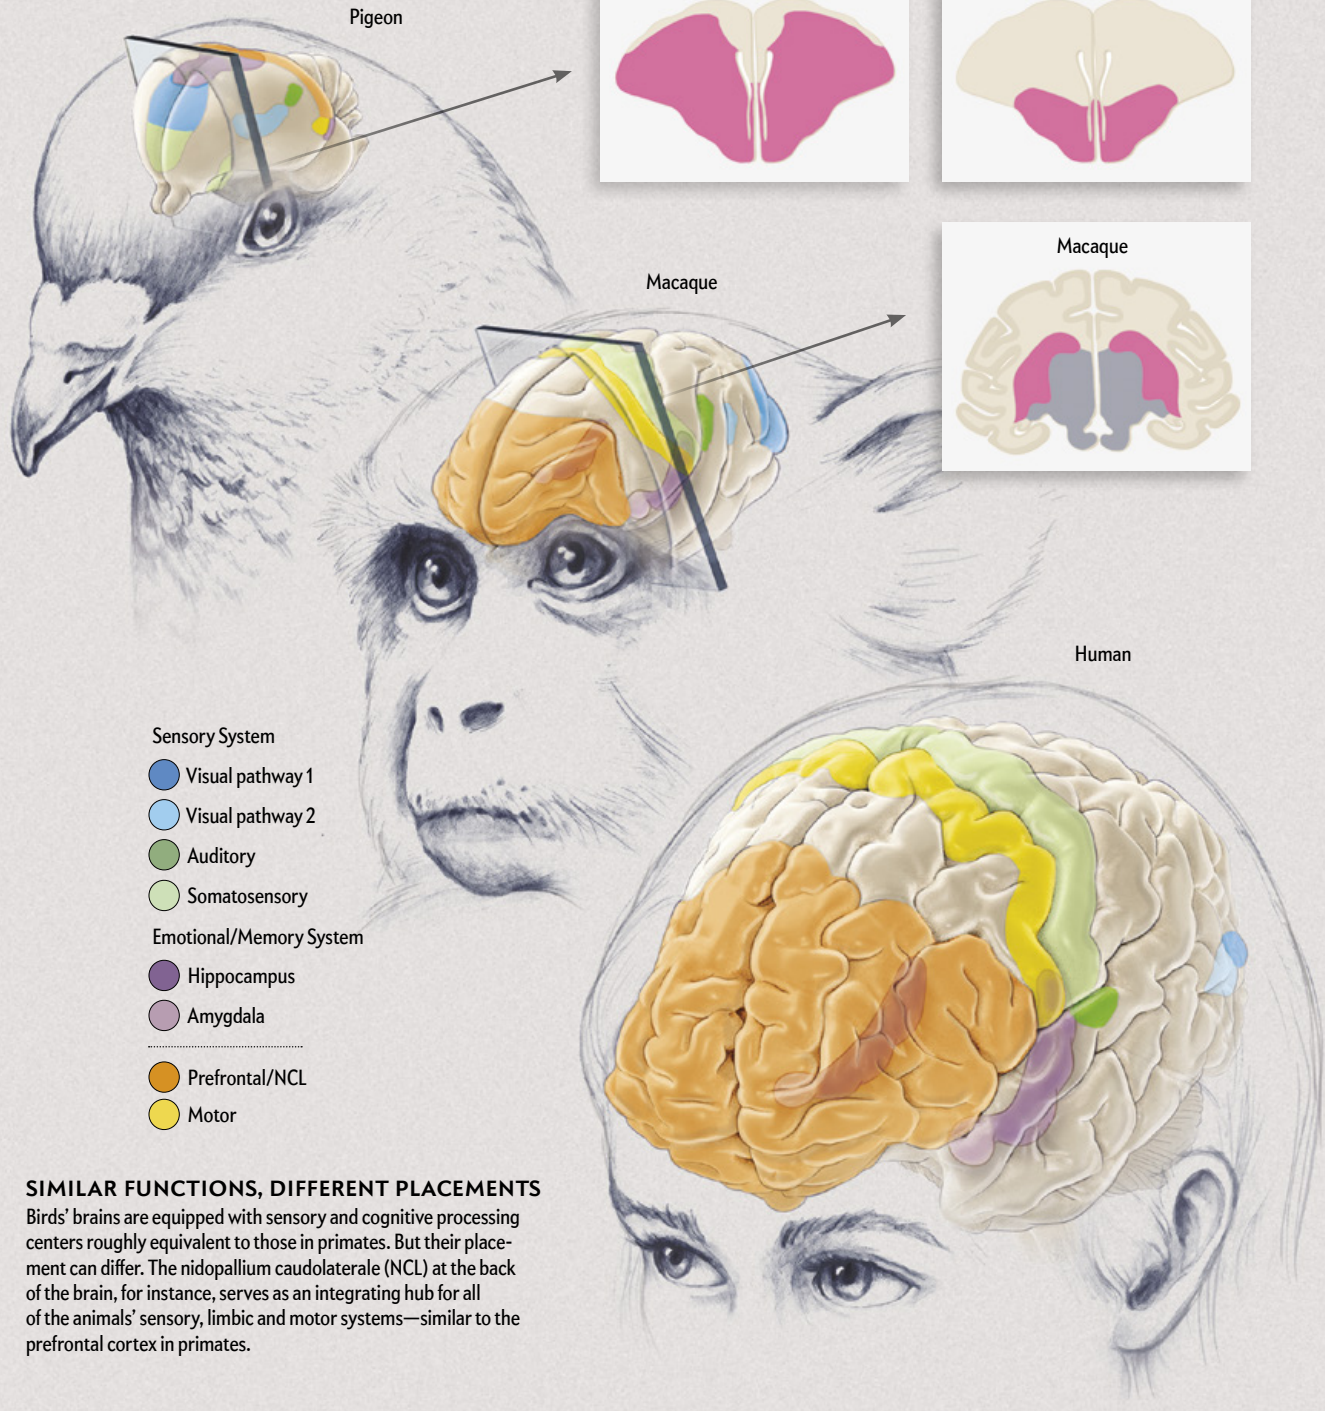 Pigeon
Macaque
Macaque
Human
Sensory System
Visual pathway 1
Visual pathway 2
Auditory
Somatosensory
Emotional/Memory System
Hippocampus
Amygdala
Prefrontal/NCL
Motor
SIMILAR FUNCTIONS, DIFFERENT PLACEMENTS
Birds’ brains are equipped with sensory and cognitive processing
centers roughly equivalent to those in primates. But their place-
ment can differ. The nidopallium caudolaterale (NCL) at the back
of the brain, for instance, serves as an integrating hub for all
of the animals’ sensory, limbic and motor systems—similar to the
prefrontal cortex in primates.